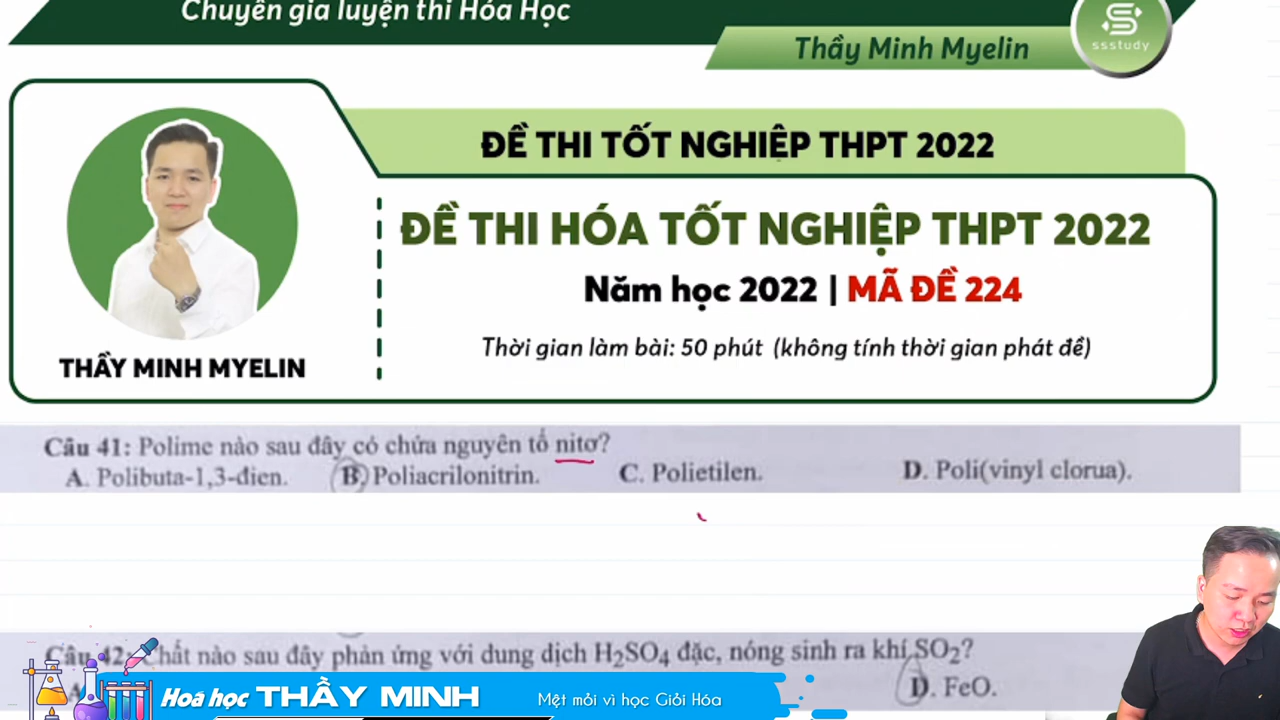 Chuyên gia luyện thi Hóa Học
Thầy Minh Myelin
ssstudy
ĐỀ THI TỐT NGHIỆP THPT 2022
ĐỀ THI HÓA TỐT NGHIỆP THPT 2022
Năm học 2022 | MÃ ĐỀ 224
Thời gian làm bài: 50 phút (không tính thời gian phát đề)
THẦY MINH MYELIN
Câu 41: Polime nào sau đây có chứa nguyên tố nitơ?
A. Polibuta-1,3-đien. B. Poliacrilonitrin. C. Polietilen. D. Poli(vinyl clorua).
Câu 42: Chất nào sau đây phản ứng với dung dịch H₂SO₄ đặc, nóng sinh ra khí SO₂?
D. FeO.
Hoá học THẦY MINH
Mệt mỏi vì học Giỏi Hóa